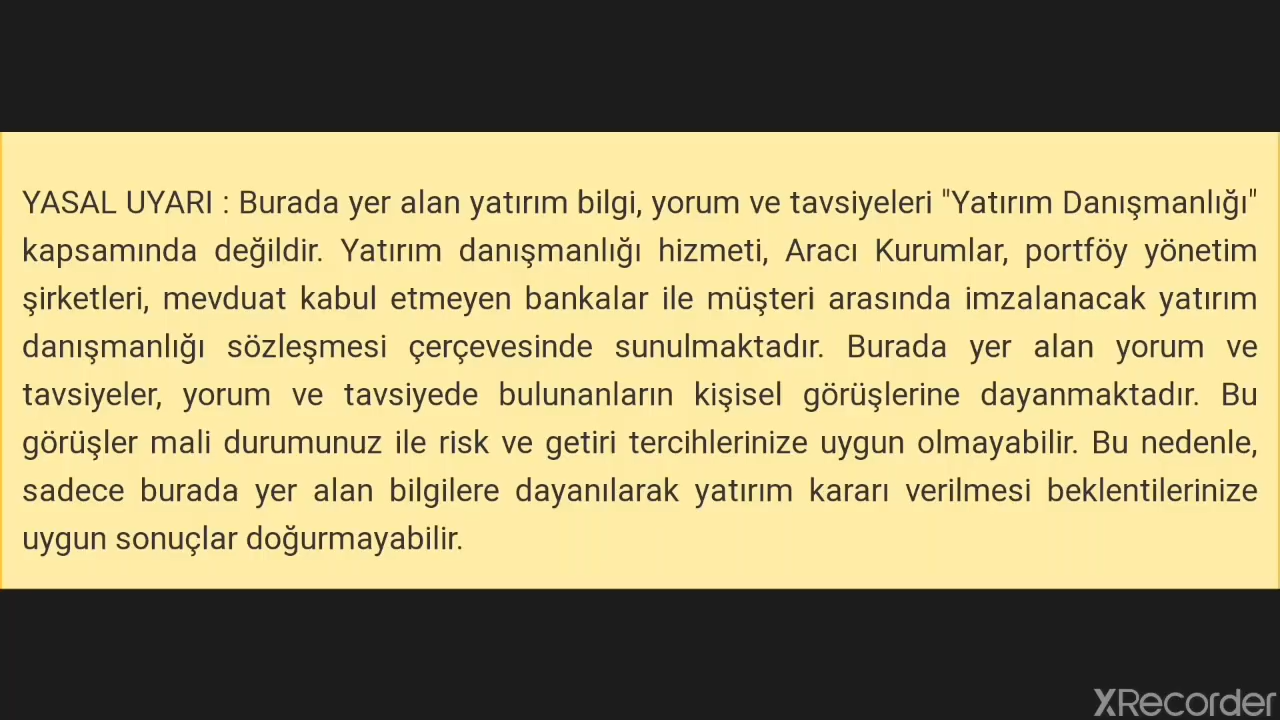 YASAL UYARI : Burada yer alan yatırım bilgi, yorum ve tavsiyeleri "Yatırım Danışmanlığı"
kapsamında değildir. Yatırım danışmanlığı hizmeti, Aracı Kurumlar, portföy yönetim
şirketleri, mevduat kabul etmeyen bankalar ile müşteri arasında imzalanacak yatırım
danışmanlığı sözleşmesi çerçevesinde sunulmaktadır. Burada yer alan yorum ve
tavsiyeler, yorum ve tavsiyede bulunanların kişisel görüşlerine dayanmaktadır. Bu
görüşler mali durumunuz ile risk ve getiri tercihlerinize uygun olmayabilir. Bu nedenle,
sadece burada yer alan bilgilere dayanılarak yatırım kararı verilmesi beklentilerinize
uygun sonuçlar doğurmayabilir.
XRecorder